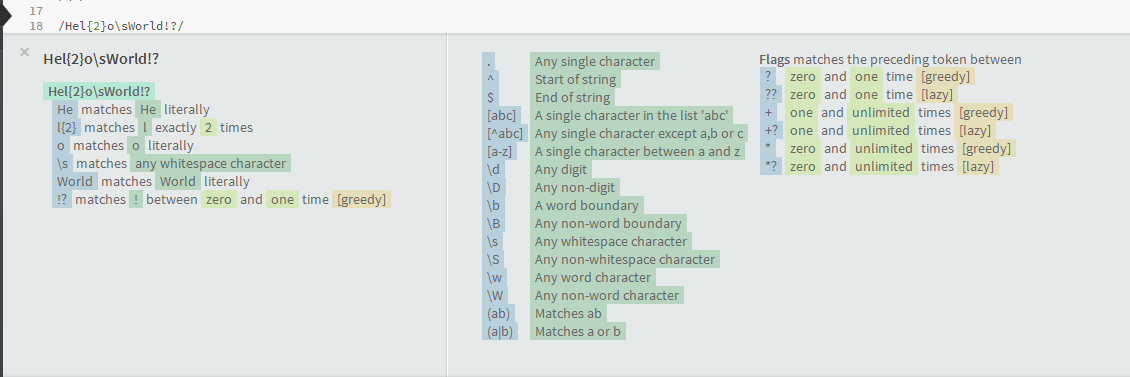 17
18 /Hel{2}o\sWorld!?/
× Hel{2}o\sWorld!?
Hel{2}o\sWorld!?
He matches He literally
l{2} matches l exactly 2 times
o matches o literally
\s matches any whitespace character
World matches World literally
!? matches ! between zero and one time [greedy]
. Any single character
^ Start of string
$ End of string
[abc] A single character in the list 'abc'
[^abc] Any single character except a,b or c
[a-z] A single character between a and z
\d Any digit
\D Any non-digit
\b A word boundary
\B Any non-word boundary
\s Any whitespace character
\S Any non-whitespace character
\w Any word character
\W Any non-word character
(ab) Matches ab
(a|b) Matches a or b
Flags matches the preceding token between
? zero and one time [greedy]
?? zero and one time [lazy]
+ one and unlimited times [greedy]
+? one and unlimited times [lazy]
* zero and unlimited times [greedy]
*? zero and unlimited times [lazy]